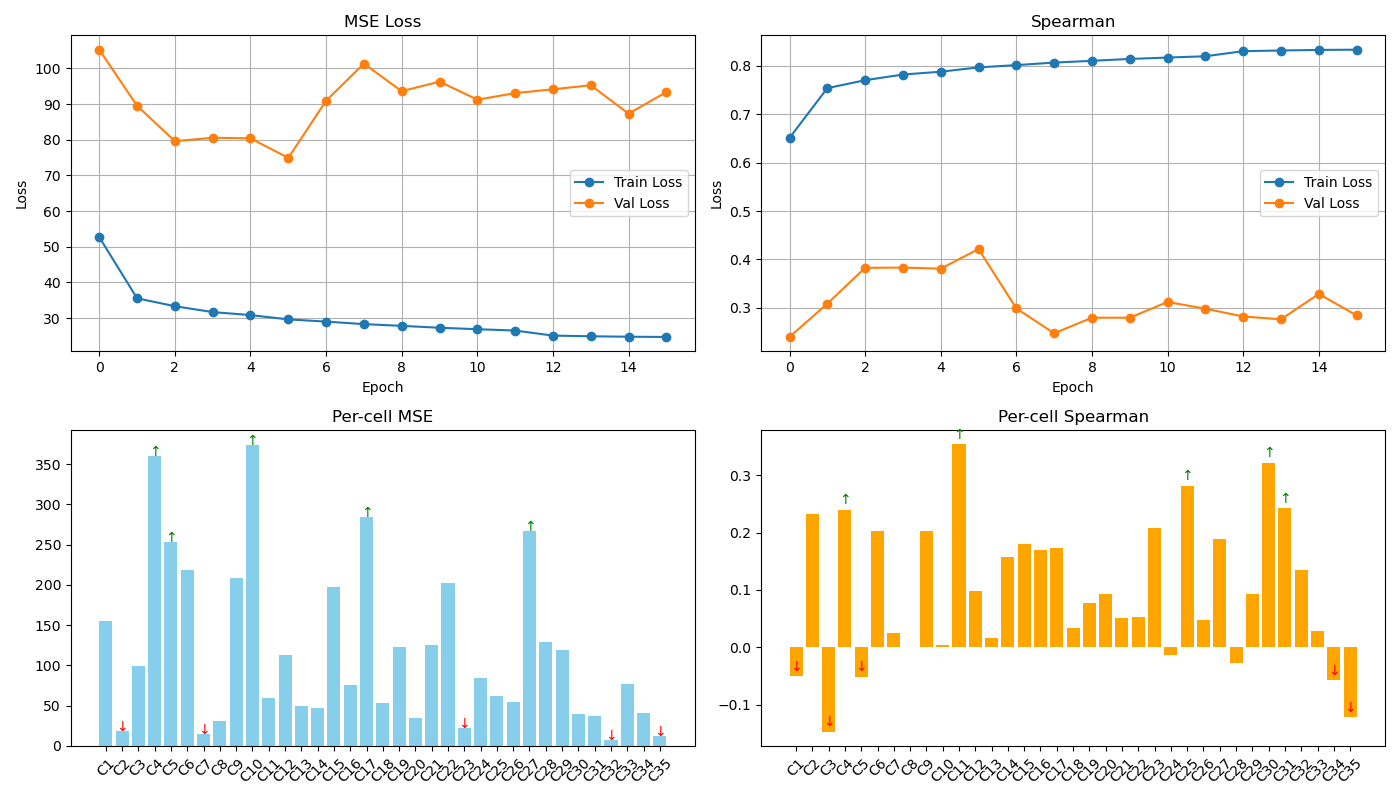 MSE Loss
Loss
100
90
80
70
60
50
40
30
Train Loss
Val Loss
0 2 4 6 8 10 12 14
Epoch
Spearman
Loss
0.8
0.7
0.6
0.5
0.4
0.3
Train Loss
Val Loss
0 2 4 6 8 10 12 14
Epoch
Per-cell MSE
350
300
250
200
150
100
50
0
↑ ↑ ↑ ↑ ↑
↓ ↓ ↓ ↓ ↓
C1 C2 C3 C4 C5 C6 C7 C8 C9 C10 C11 C12 C13 C14 C15 C16 C17 C18 C19 C20 C21 C22 C23 C24 C25 C26 C27 C28 C29 C30 C31 C32 C33 C34 C35
Per-cell Spearman
0.3
0.2
0.1
0.0
−0.1
↑ ↑ ↑ ↑ ↑
↓ ↓ ↓ ↓ ↓
C1 C2 C3 C4 C5 C6 C7 C8 C9 C10 C11 C12 C13 C14 C15 C16 C17 C18 C19 C20 C21 C22 C23 C24 C25 C26 C27 C28 C29 C30 C31 C32 C33 C34 C35